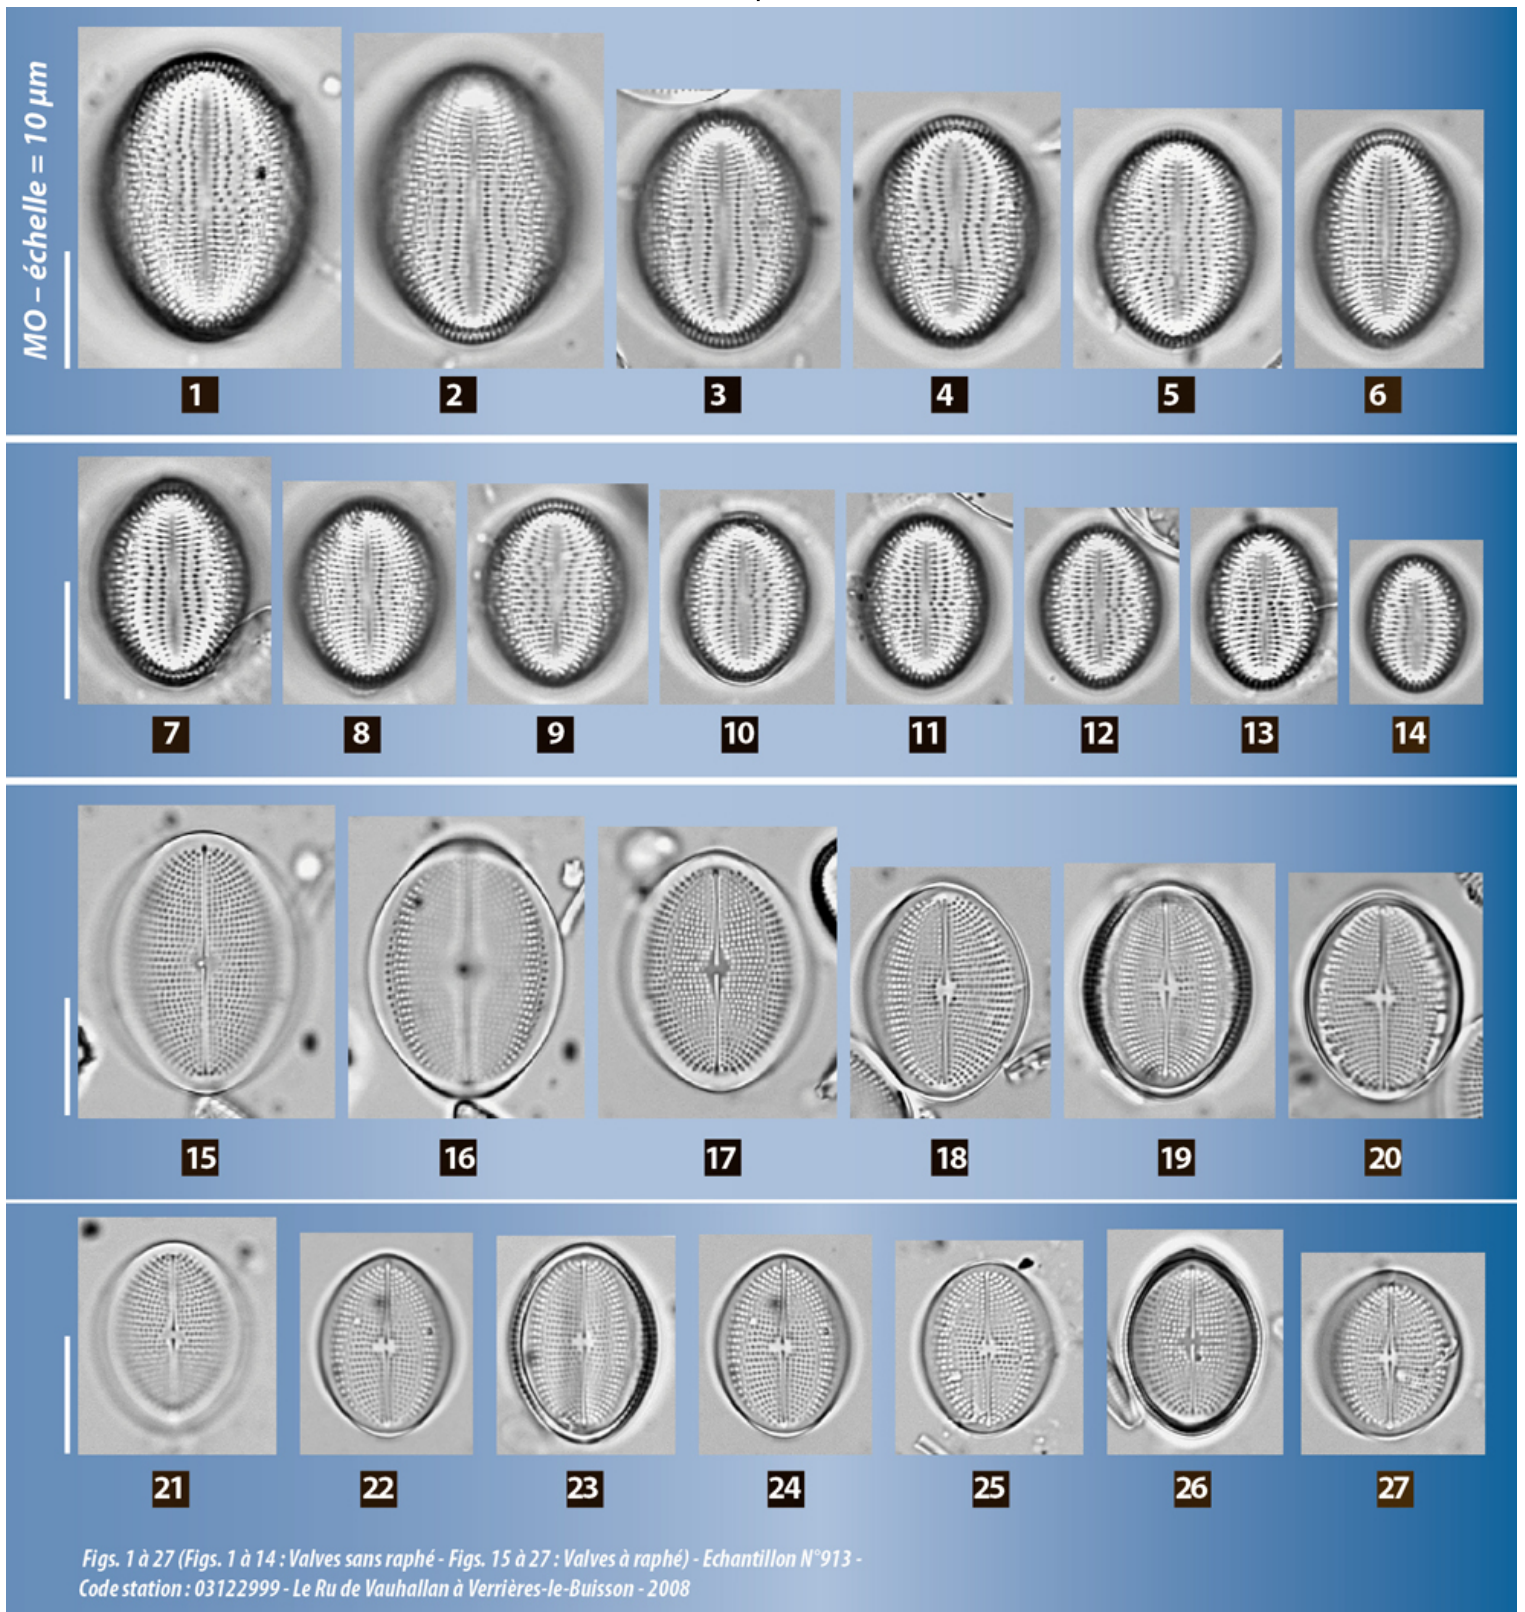 MO – échelle = 10 µm
1 2 3 4 5 6
7 8 9 10 11 12 13 14
15 16 17 18 19 20
21 22 23 24 25 26 27
Figs. 1 à 27 (Figs. 1 à 14 : Valves sans raphé - Figs. 15 à 27 : Valves à raphé) - Echantillon N°913 -
Code station : 03122999 - Le Ru de Vauhallan à Verrières-le-Buisson - 2008